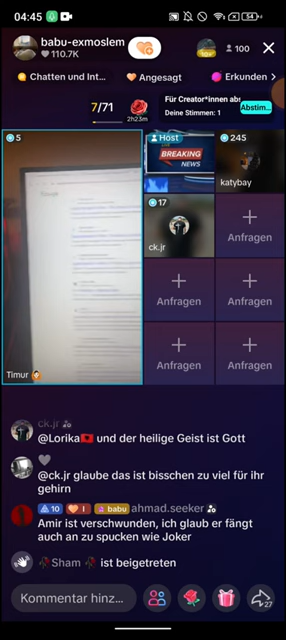 04:45
54
babu-exmoslem
110.7K
100
Chatten und Int...
Angesagt
Erkunden
7/71
2h23m
Für Creator*innen abs
Deine Stimmen: 1
Abstim...
5
Host
BREAKING
NEWS
245
katybay
17
ck.jr
Anfragen
Anfragen
Anfragen
Anfragen
Anfragen
Timur
ck.jr
@Lorika🇦🇱 und der heilige Geist ist Gott
@ck.jr glaube das ist bisschen zu viel für ihr
gehirn
10 I babu ahmad.seeker
Amir ist verschwunden, ich glaub er fängt
auch an zu spucken wie Joker
🥀Sham 🥀 ist beigetreten
Kommentar hinz...
27